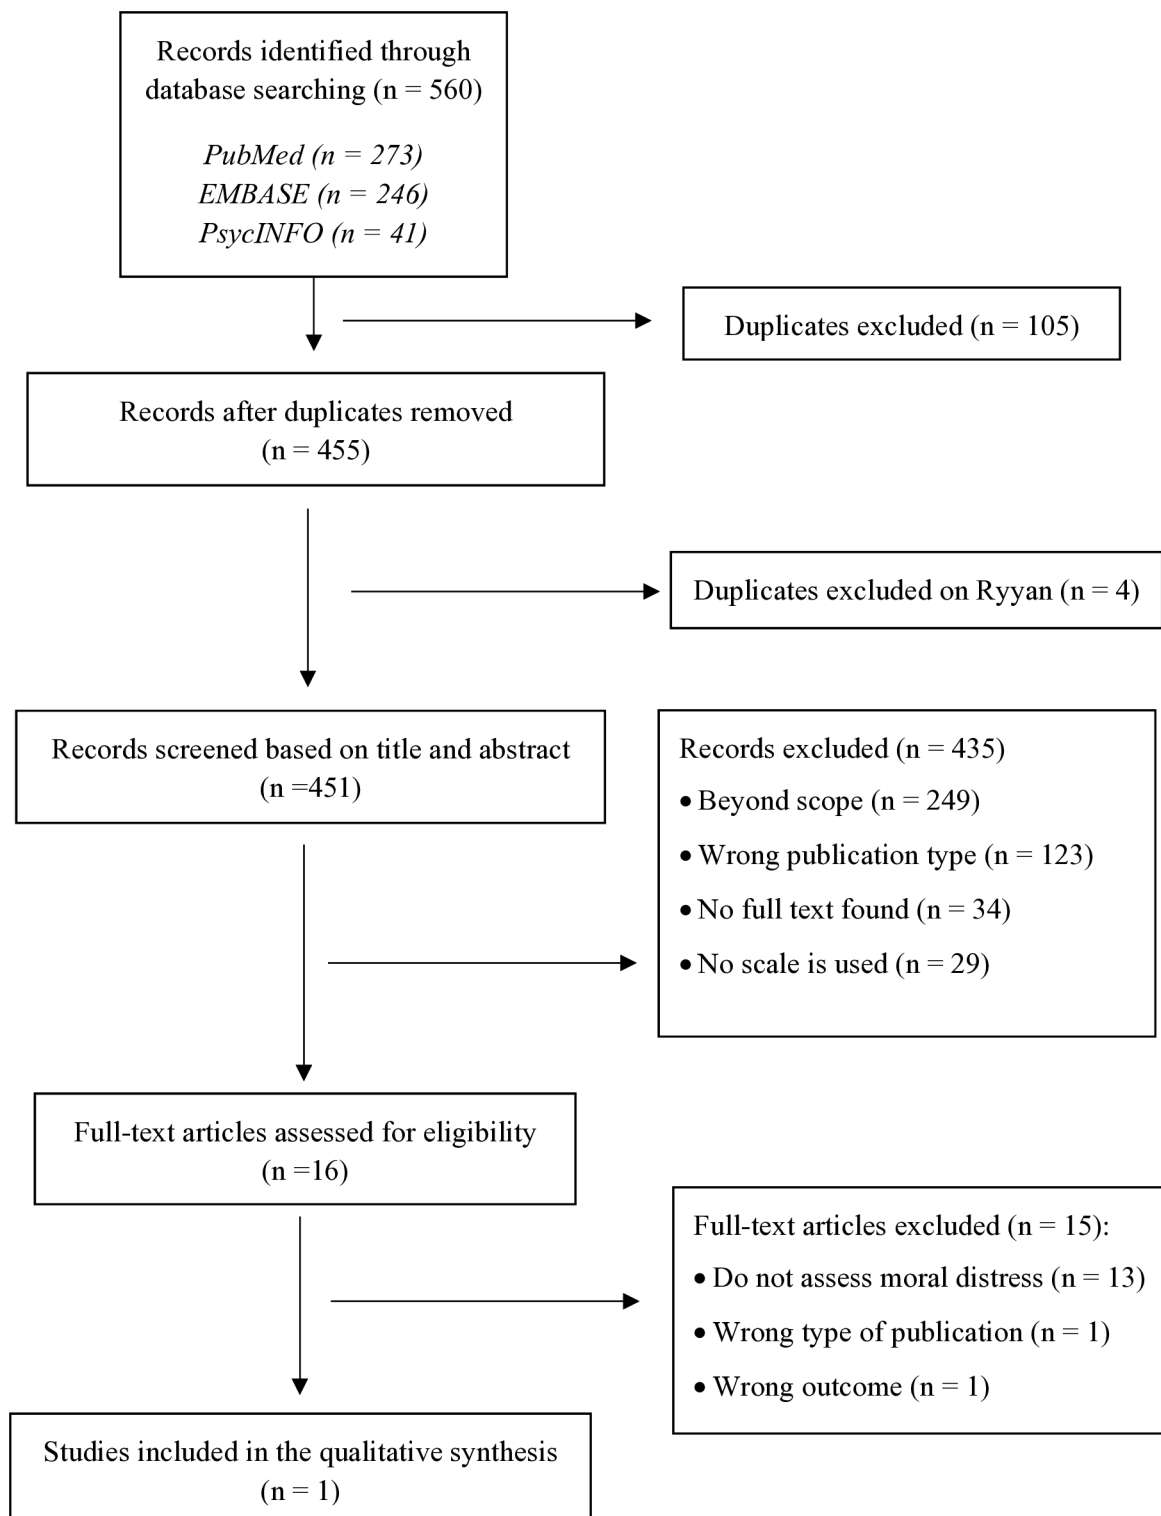 Records identified through
database searching (n = 560)
PubMed (n = 273)
EMBASE (n = 246)
PsycINFO (n = 41)
Duplicates excluded (n = 105)
Records after duplicates removed
(n = 455)
Duplicates excluded on Ryyan (n = 4)
Records screened based on title and abstract
(n =451)
Records excluded (n = 435)
• Beyond scope (n = 249)
• Wrong publication type (n = 123)
• No full text found (n = 34)
• No scale is used (n = 29)
Full-text articles assessed for eligibility
(n =16)
Full-text articles excluded (n = 15):
• Do not assess moral distress (n = 13)
• Wrong type of publication (n = 1)
• Wrong outcome (n = 1)
Studies included in the qualitative synthesis
(n = 1)